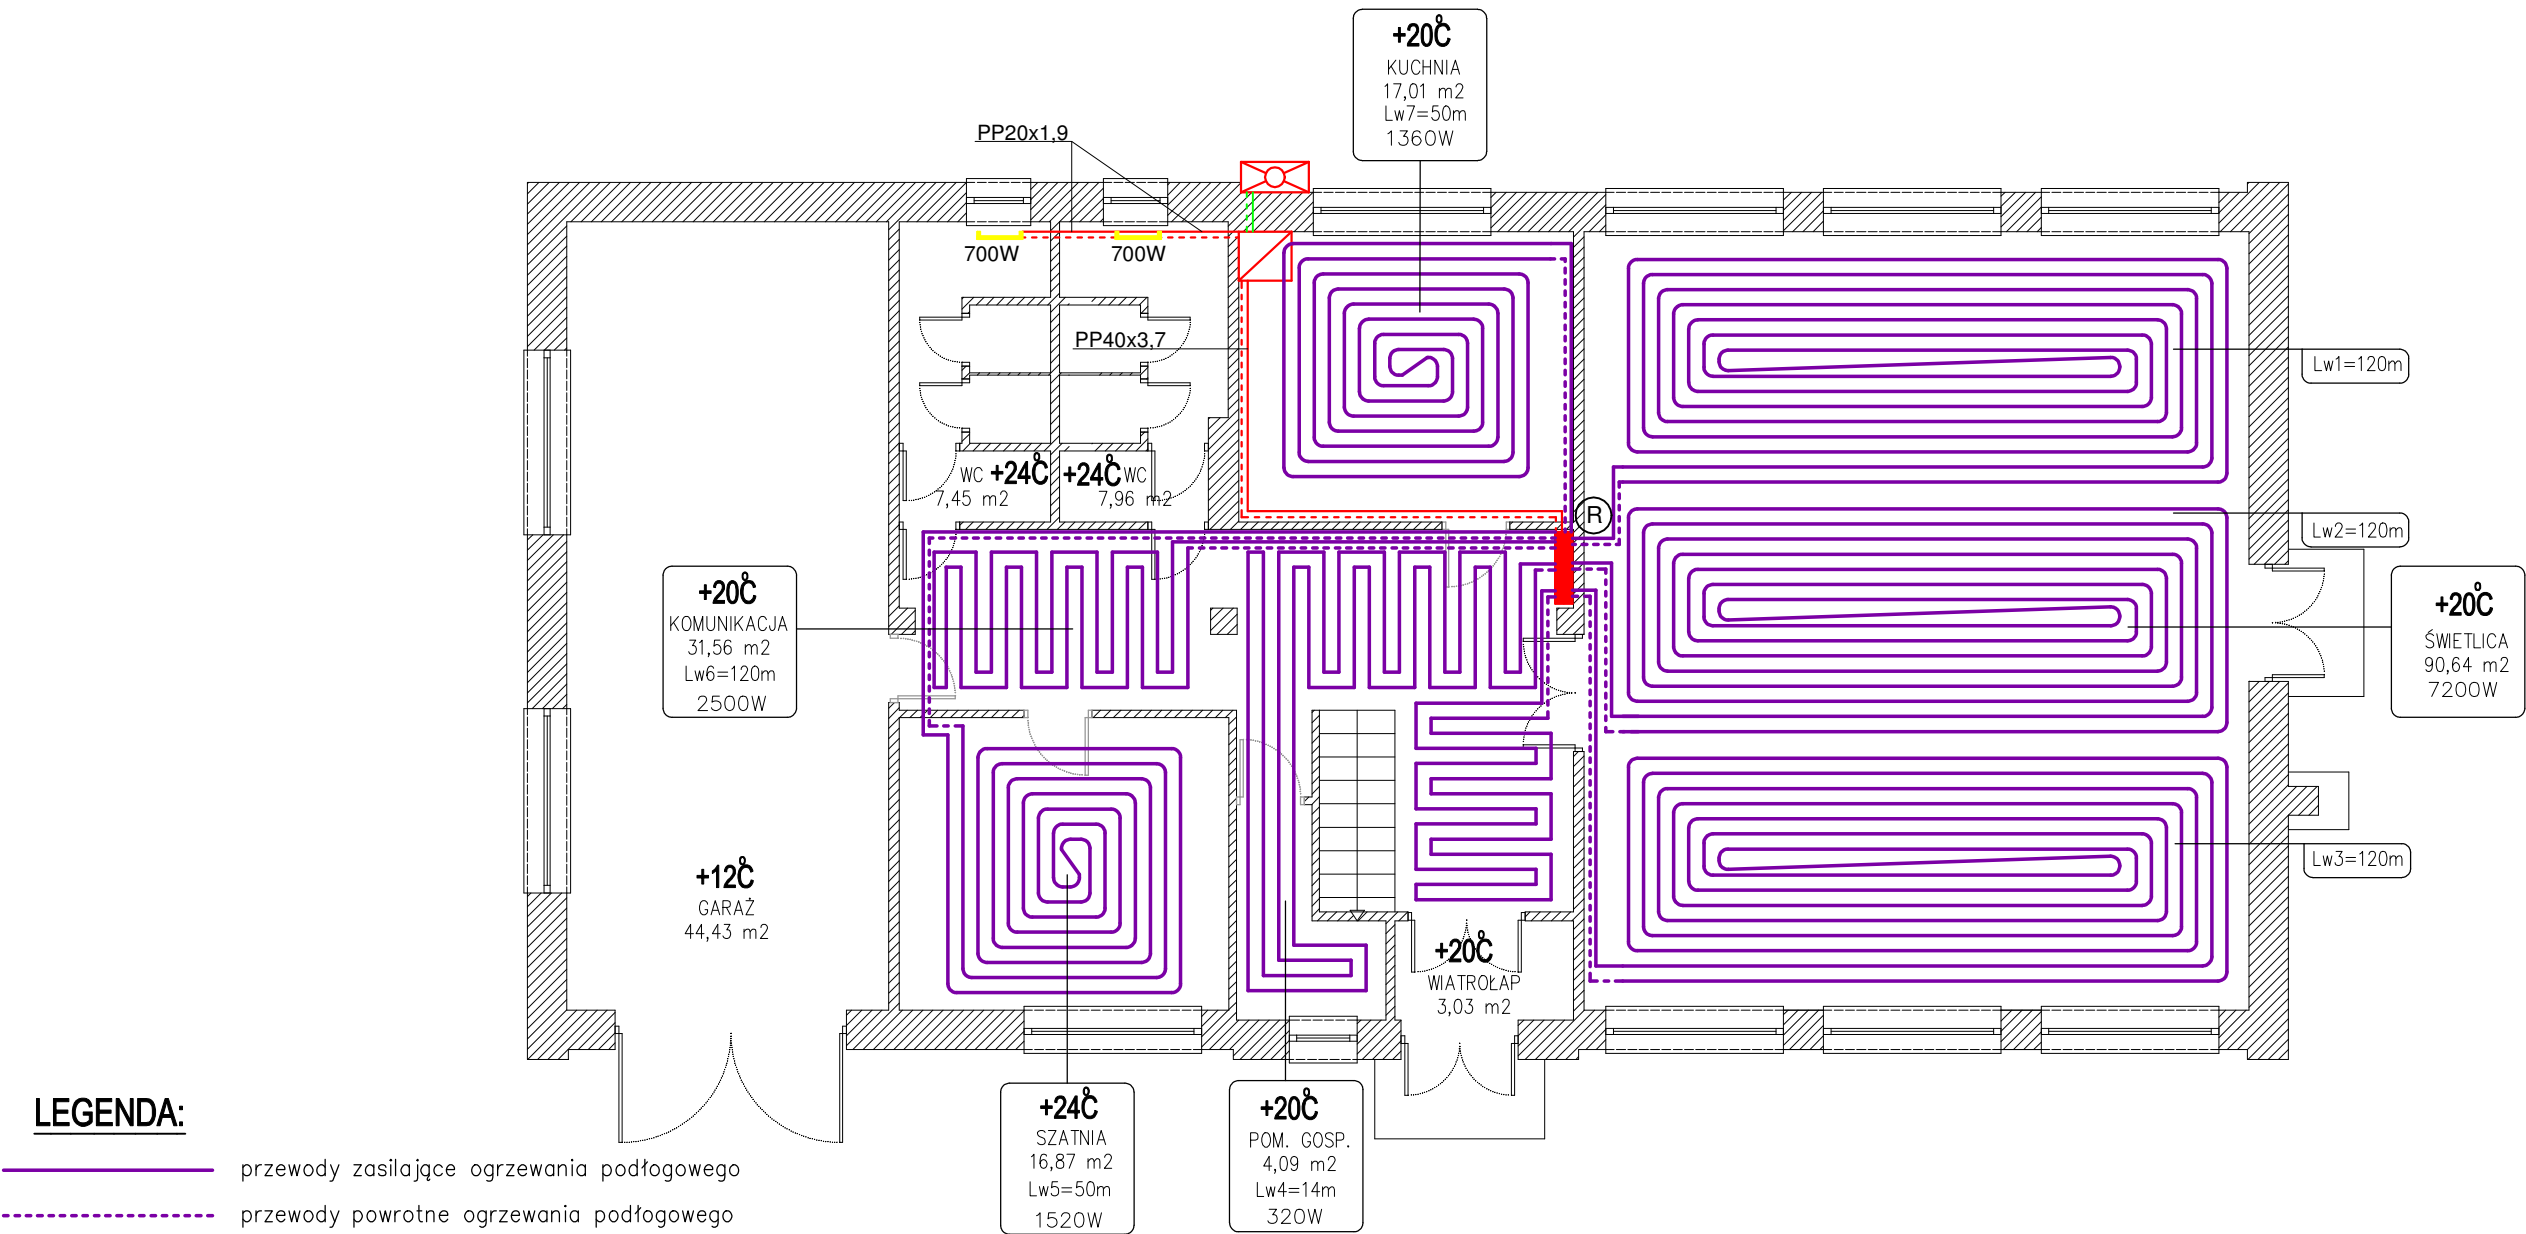 +20°C
KUCHNIA
17,01 m2
Lw7=50m
1360W
PP20x1,9
700W
700W
PP40x3,7
Lw1=120m
WC +24°C
7,45 m2
+24°C WC
7,96 m2
R
Lw2=120m
+20°C
KOMUNIKACJA
31,56 m2
Lw6=120m
2500W
+20°C
ŚWIETLICA
90,64 m2
7200W
+12°C
GARAŻ
44,43 m2
Lw3=120m
+20°C
WIATROŁAP
3,03 m2
+24°C
SZATNIA
16,87 m2
Lw5=50m
1520W
+20°C
POM. GOSP.
4,09 m2
Lw4=14m
320W
LEGENDA:
przewody zasilające ogrzewania podłogowego
przewody powrotne ogrzewania podłogowego